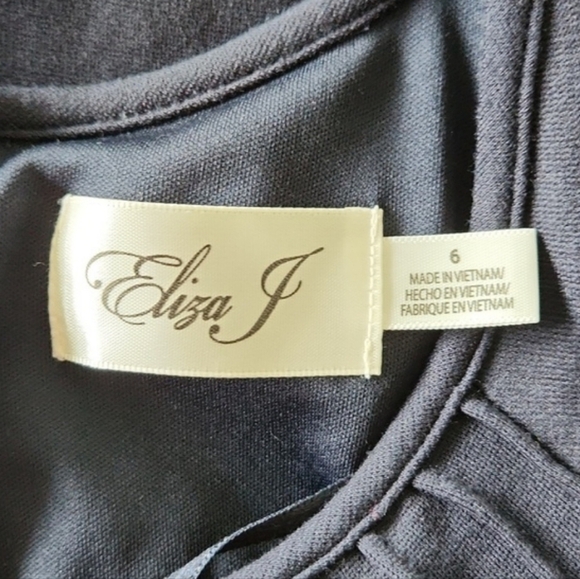 Eliza J
6
MADE IN VIETNAM/
HECHO EN VIETNAM/
FABRIQUE EN VIETNAM